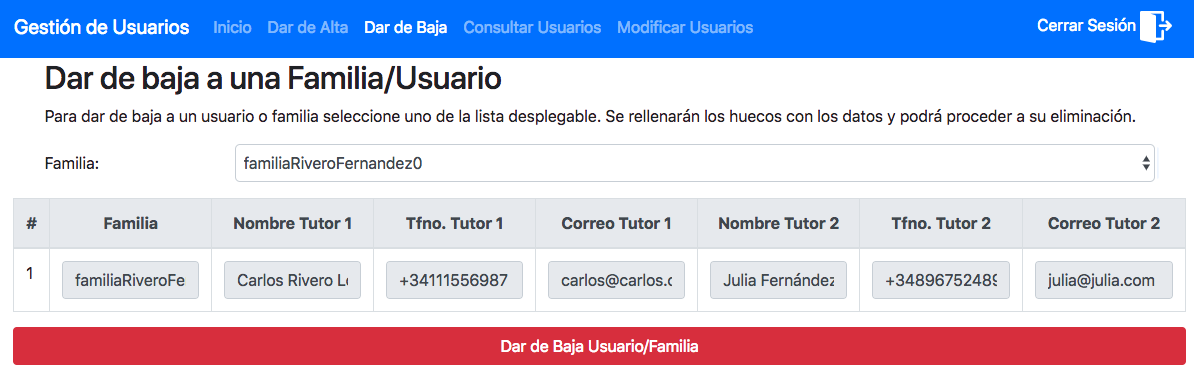 Gestión de Usuarios Inicio Dar de Alta Dar de Baja Consultar Usuarios Modificar Usuarios Cerrar Sesión
Dar de baja a una Familia/Usuario
Para dar de baja a un usuario o familia seleccione uno de la lista desplegable. Se rellenarán los huecos con los datos y podrá proceder a su eliminación.
Familia: familiaRiveroFernandez0
# Familia Nombre Tutor 1 Tfno. Tutor 1 Correo Tutor 1 Nombre Tutor 2 Tfno. Tutor 2 Correo Tutor 2
1 familiaRiveroFe Carlos Rivero Lo +34111556987 carlos@carlos.c Julia Fernández +34896752489 julia@julia.com
Dar de Baja Usuario/Familia